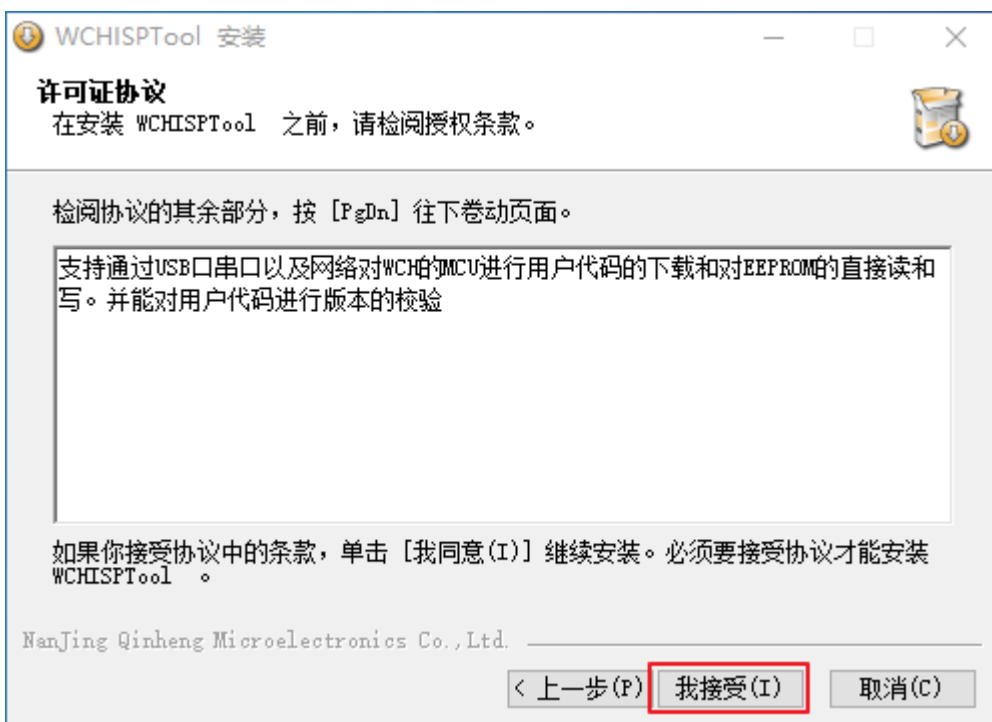 WCHISPTool 安装
许可证协议
在安装 WCHISPTool 之前，请检阅授权条款。
检阅协议的其余部分，按 [PgDn] 往下卷动页面。
支持通过USB口串口以及网络对WCH的MCU进行用户代码的下载和对EEPROM的直接读和
写。并能对用户代码进行版本的校验
如果你接受协议中的条款，单击 [我同意(I)] 继续安装。必须要接受协议才能安装
WCHISPTool 。
NanJing Qinheng Microelectronics Co.,Ltd.
< 上一步(P) 我接受(I) 取消(C)